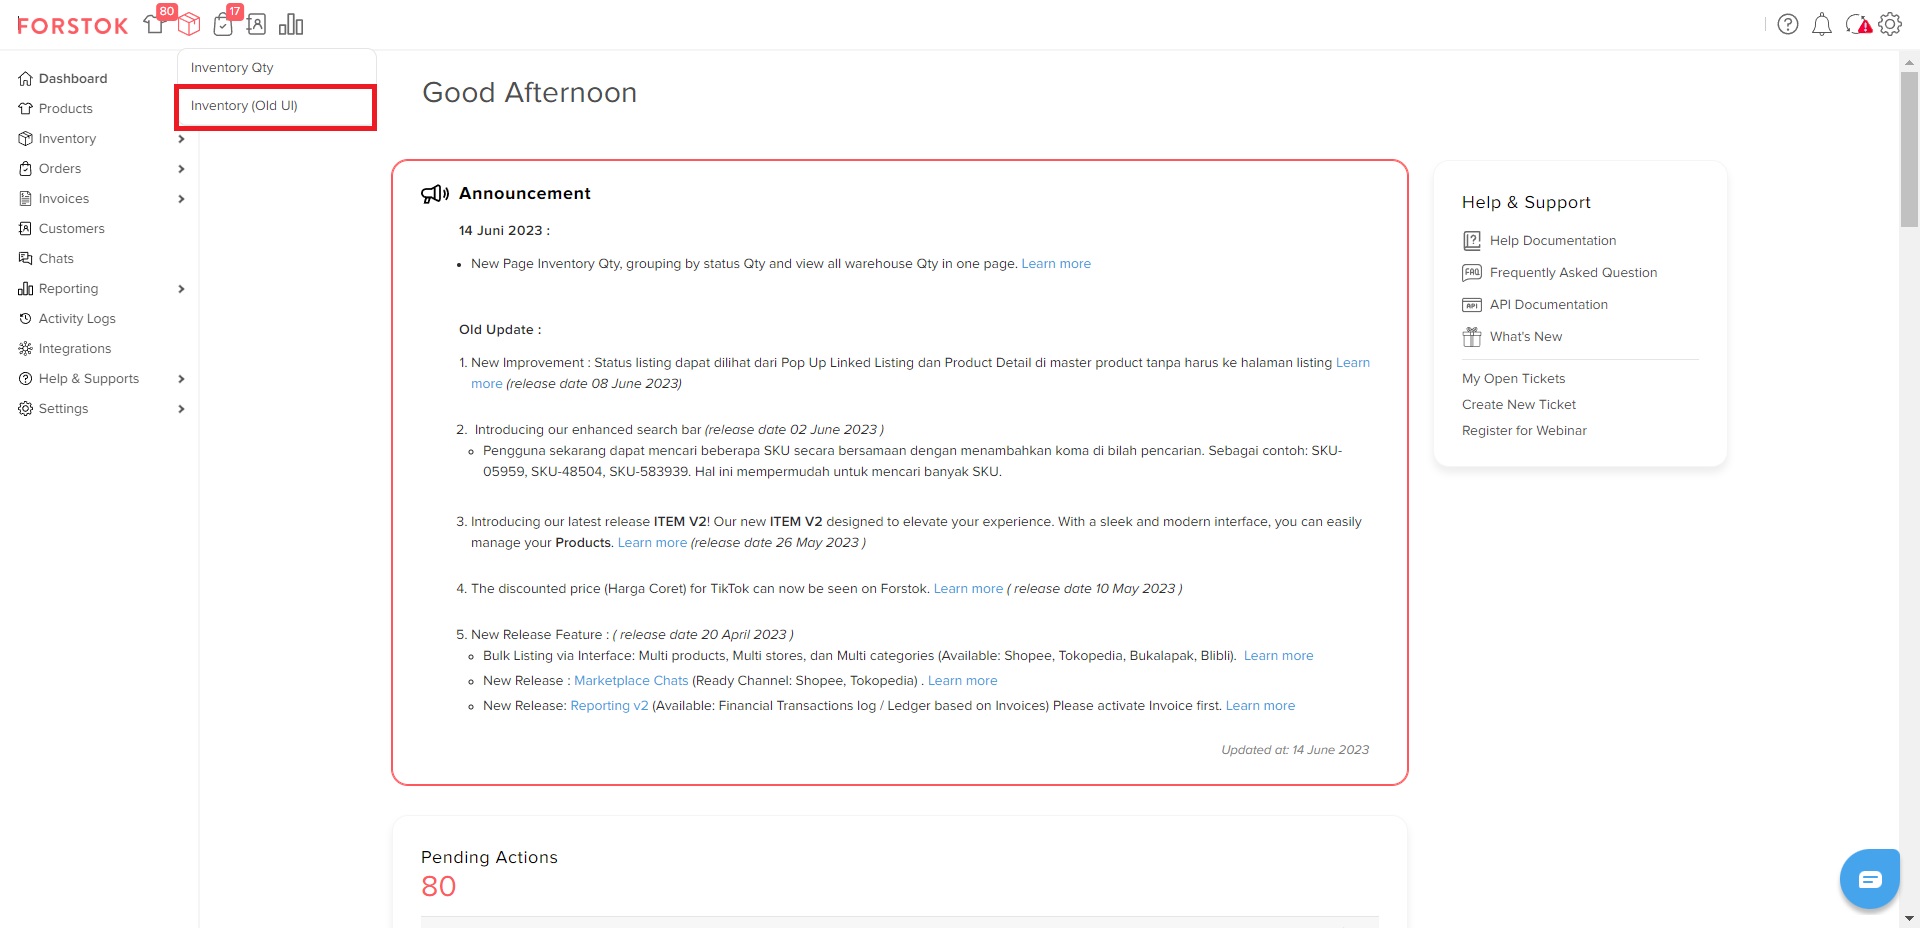 FORSTOK
80
17
Inventory Qty
Inventory (Old UI)
Dashboard
Products
Inventory
Orders
Invoices
Customers
Chats
Reporting
Activity Logs
Integrations
Help & Supports
Settings
Good Afternoon
Announcement
14 Juni 2023 :
• New Page Inventory Qty, grouping by status Qty and view all warehouse Qty in one page. Learn more
Old Update :
1. New Improvement : Status listing dapat dilihat dari Pop Up Linked Listing dan Product Detail di master product tanpa harus ke halaman listing Learn
more (release date 08 June 2023)
2. Introducing our enhanced search bar (release date 02 June 2023 )
Pengguna sekarang dapat mencari beberapa SKU secara bersamaan dengan menambahkan koma di bilah pencarian. Sebagai contoh: SKU-
05959, SKU-48504, SKU-583939. Hal ini mempermudah untuk mencari banyak SKU.
3. Introducing our latest release ITEM V2! Our new ITEM V2 designed to elevate your experience. With a sleek and modern interface, you can easily
manage your Products. Learn more (release date 26 May 2023 )
4. The discounted price (Harga Coret) for TikTok can now be seen on Forstok. Learn more ( release date 10 May 2023 )
5. New Release Feature : ( release date 20 April 2023 )
Bulk Listing via Interface: Multi products, Multi stores, dan Multi categories (Available: Shopee, Tokopedia, Bukalapak, Blibli). Learn more
New Release : Marketplace Chats (Ready Channel: Shopee, Tokopedia) . Learn more
New Release: Reporting v2 (Available: Financial Transactions log / Ledger based on Invoices) Please activate Invoice first. Learn more
Updated at: 14 June 2023
Help & Support
Help Documentation
FAQ Frequently Asked Question
API API Documentation
What's New
My Open Tickets
Create New Ticket
Register for Webinar
Pending Actions
80